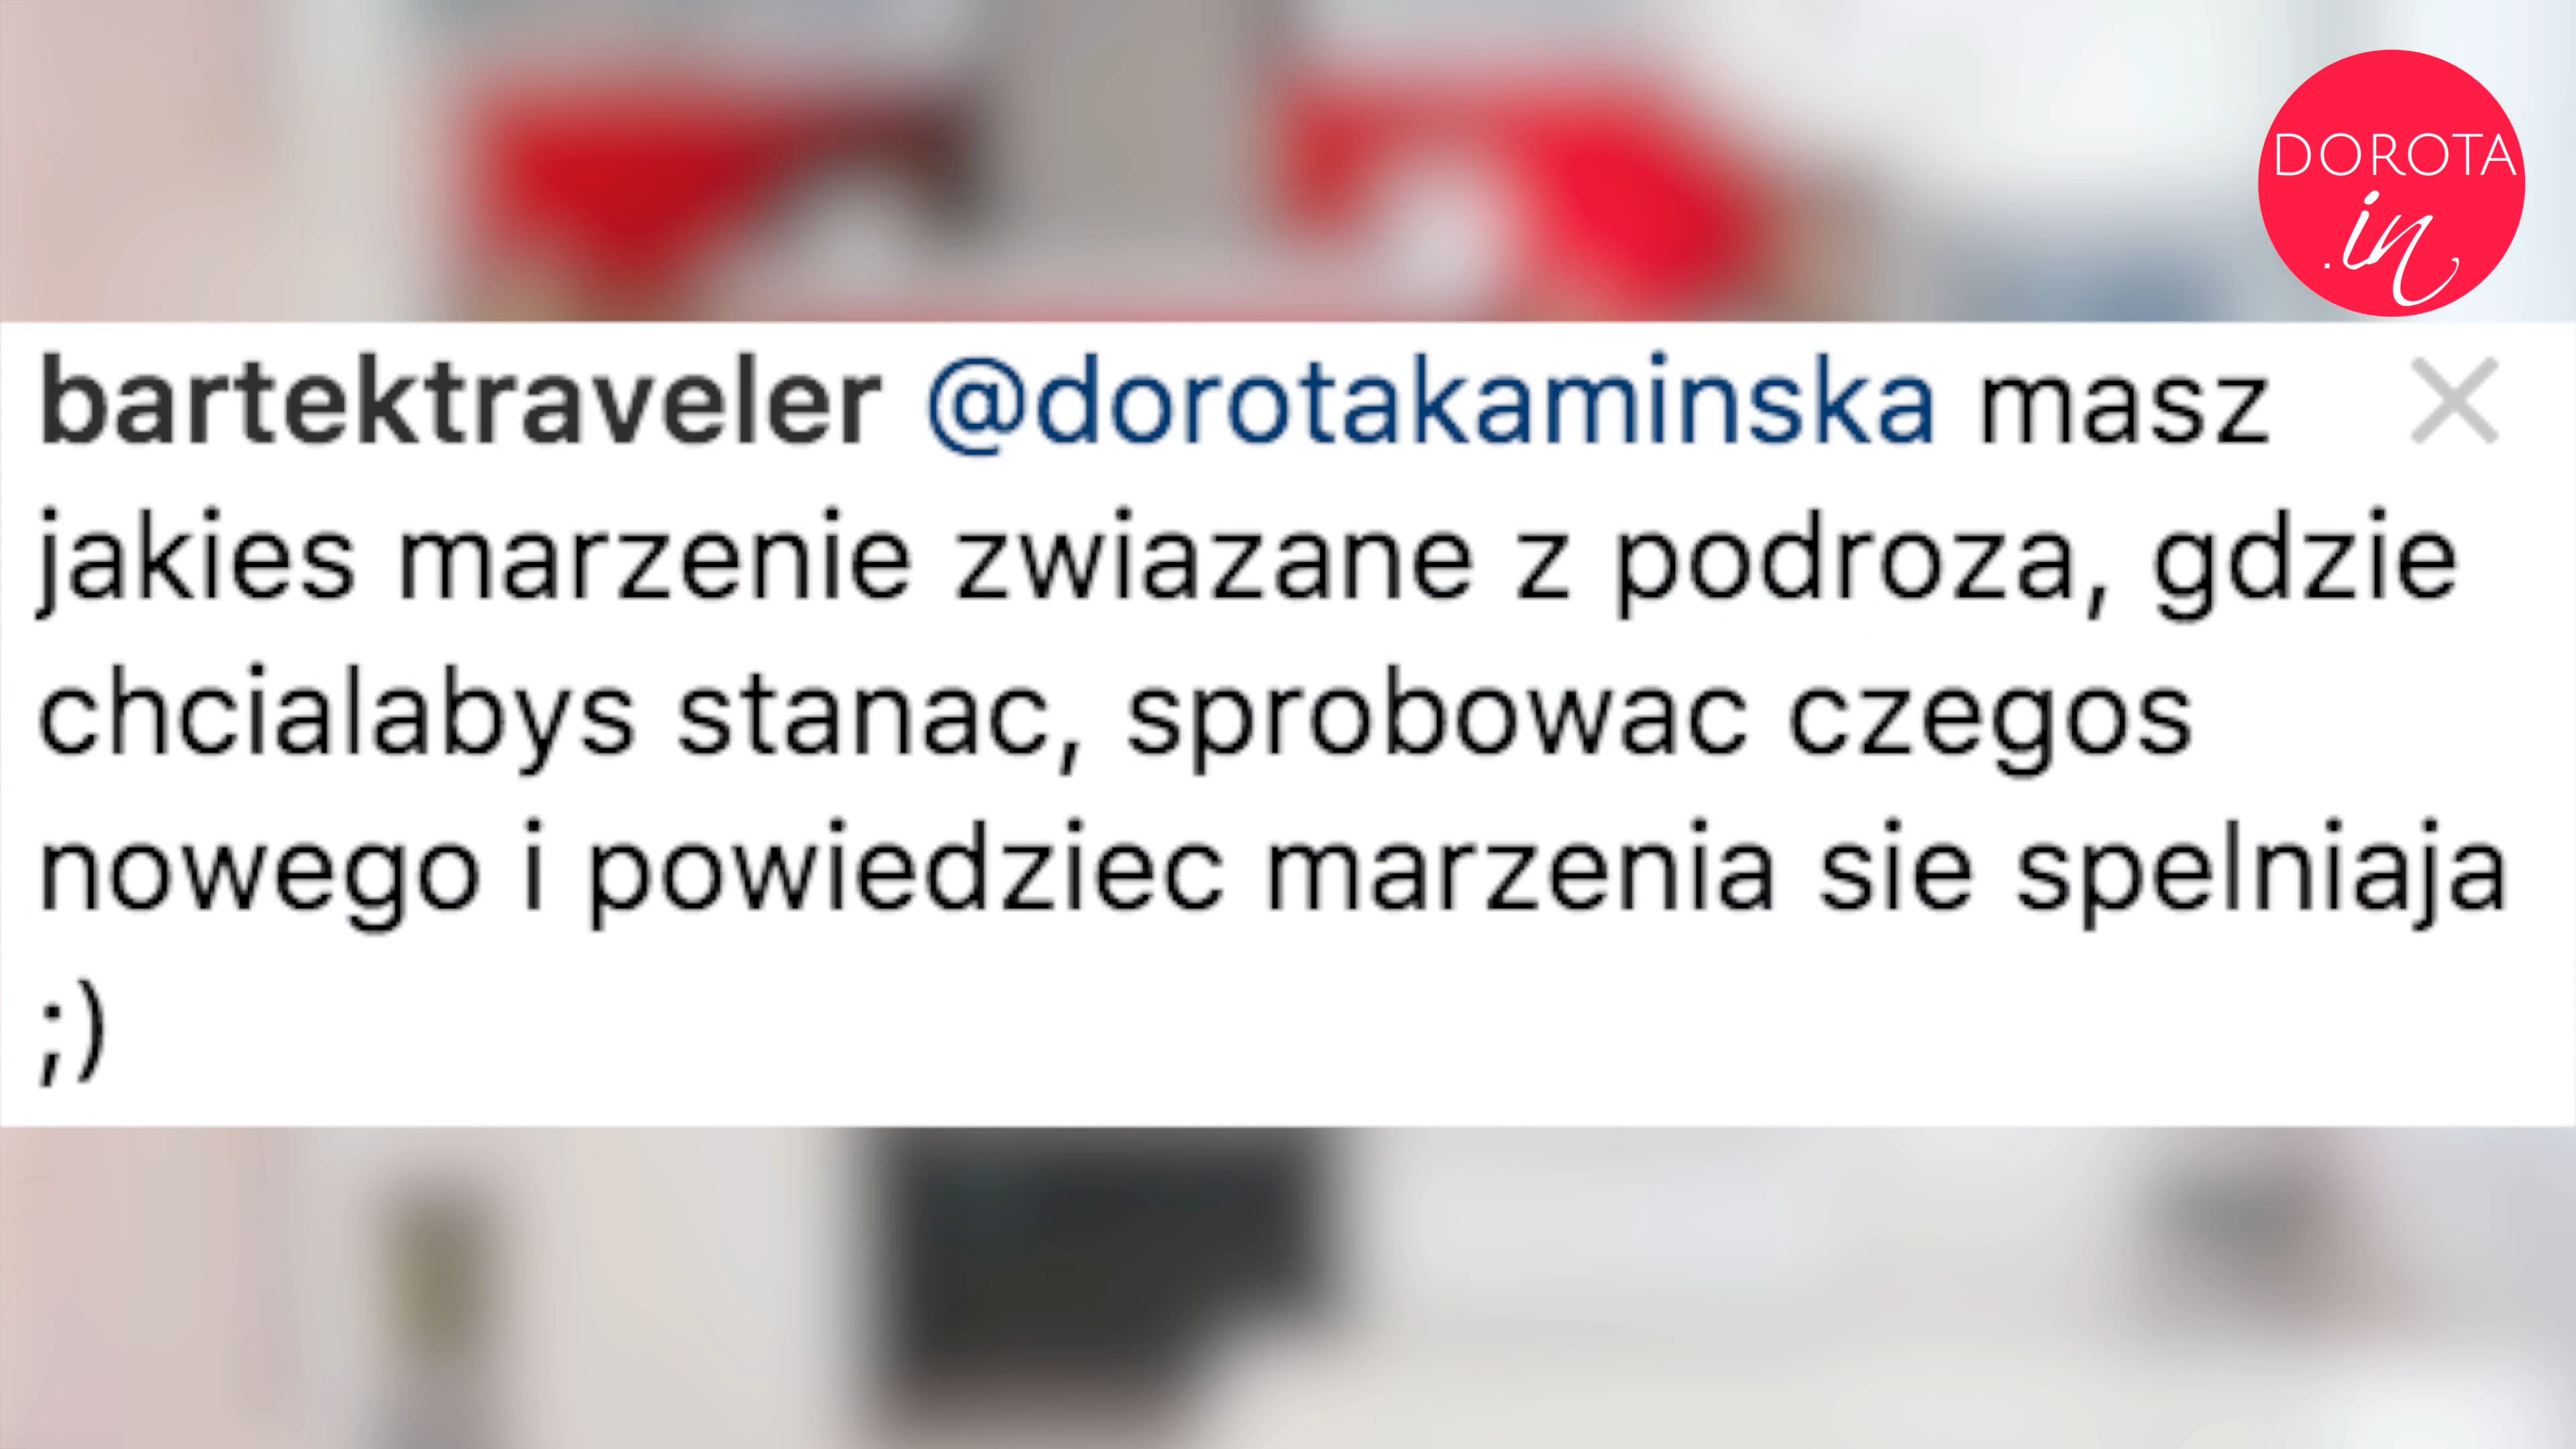 DOROTA
.in
bartektraveler @dorotakaminska masz
jakies marzenie zwiazane z podroza, gdzie
chcialabys stanac, sprobowac czegos
nowego i powiedziec marzenia sie spelniaja
;)